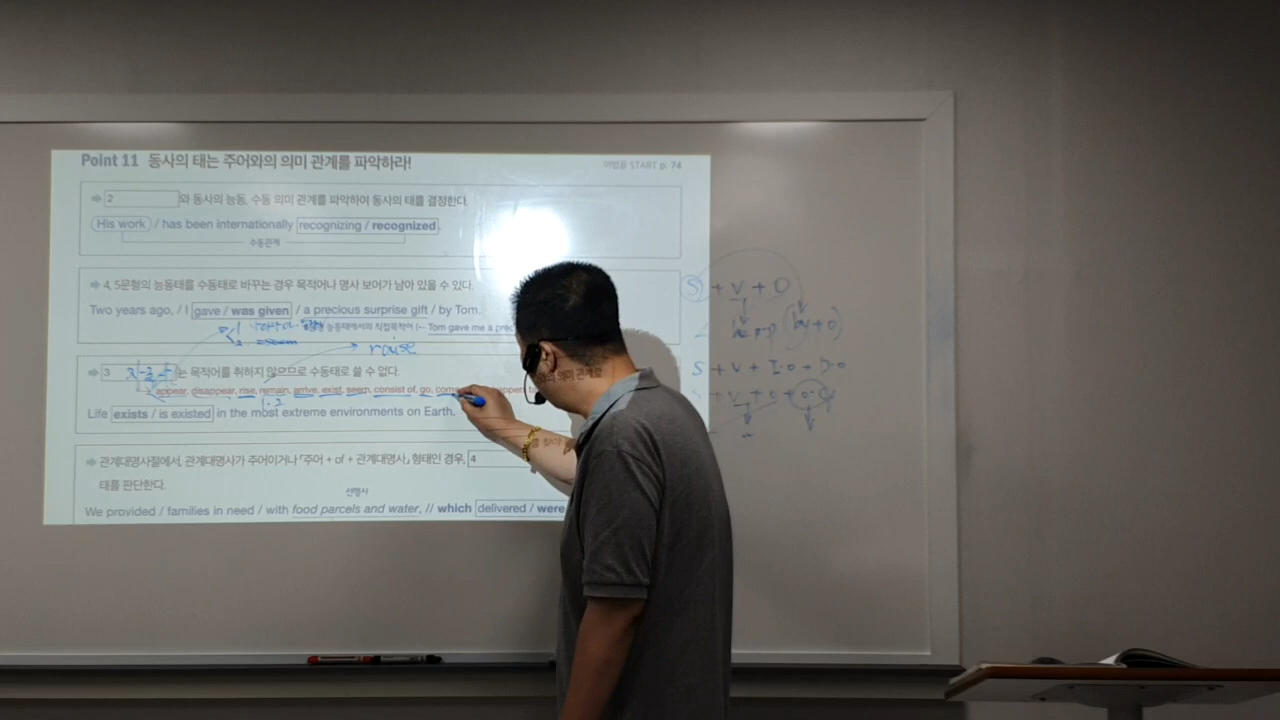 Point 11 동사의 태는 주어와의 의미 관계를 파악하라!
어법끝 START p. 74
➡ 2 와 동사의 능동, 수동 의미 관계를 파악하여 동사의 태를 결정한다.
His work / has been internationally recognizing / recognized.
수동관계
➡ 4, 5문형의 능동태를 수동태로 바꾸는 경우 목적어나 명사 보어가 남아 있을 수 있다.
Two years ago, / I gave / was given / a precious surprise gift / by Tom.
능동태에서의 직접목적어 (← Tom gave me a prec
raise
➡ 3 자동사 는 목적어를 취하지 않으므로 수동태로 쓸 수 없다.
appear, disappear, rise, remain, arrive, exist, seem, consist of, go, come
1.2
Life exists / is existed in the most extreme environments on Earth.
➡ 관계대명사절에서, 관계대명사가 주어이거나 「주어 + of + 관계대명사」 형태인 경우, 4
태를 판단한다.
선행사
We provided / families in need / with food parcels and water, // which delivered / were
S + V + O
be p.p (by + O)
S + V + I.O + D.O